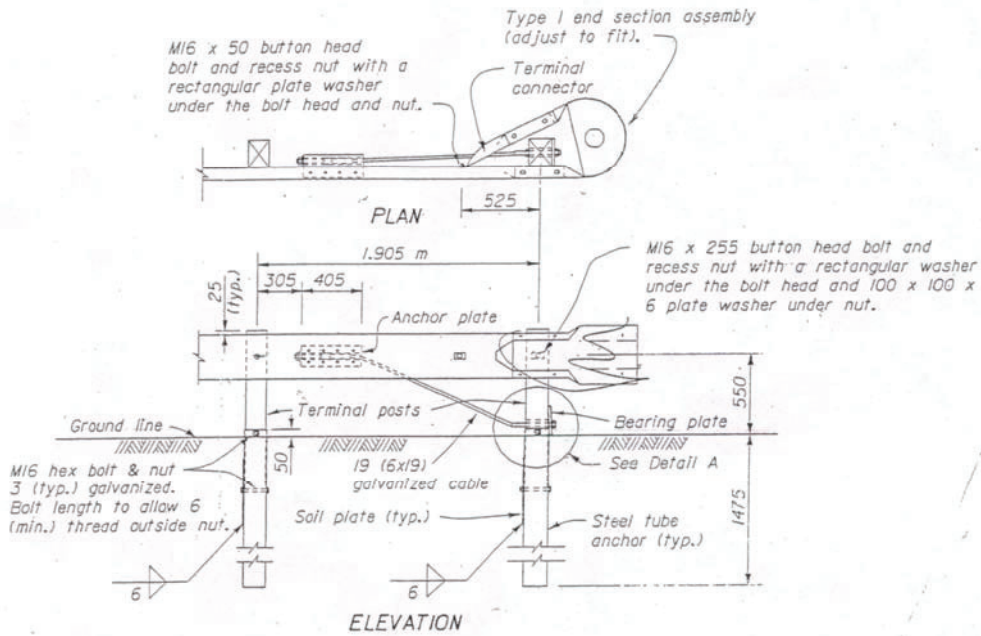 Type 1 end section assembly
(adjust to fit).
M16 x 50 button head
bolt and recess nut with a
rectangular plate washer
under the bolt head and nut.
Terminal
connector
525
PLAN
1.905 m
M16 x 255 button head bolt and
recess nut with a rectangular washer
under the bolt head and 100 x 100 x
6 plate washer under nut.
25
(typ.)
305
405
Anchor plate
550
Terminal posts
Bearing plate
Ground line
50
See Detail A
M16 hex bolt & nut
3 (typ.) galvanized.
Bolt length to allow 6
(min.) thread outside nut.
19 (6x19)
galvanized cable
1475
Soil plate (typ.)
Steel tube
anchor (typ.)
6
6
ELEVATION